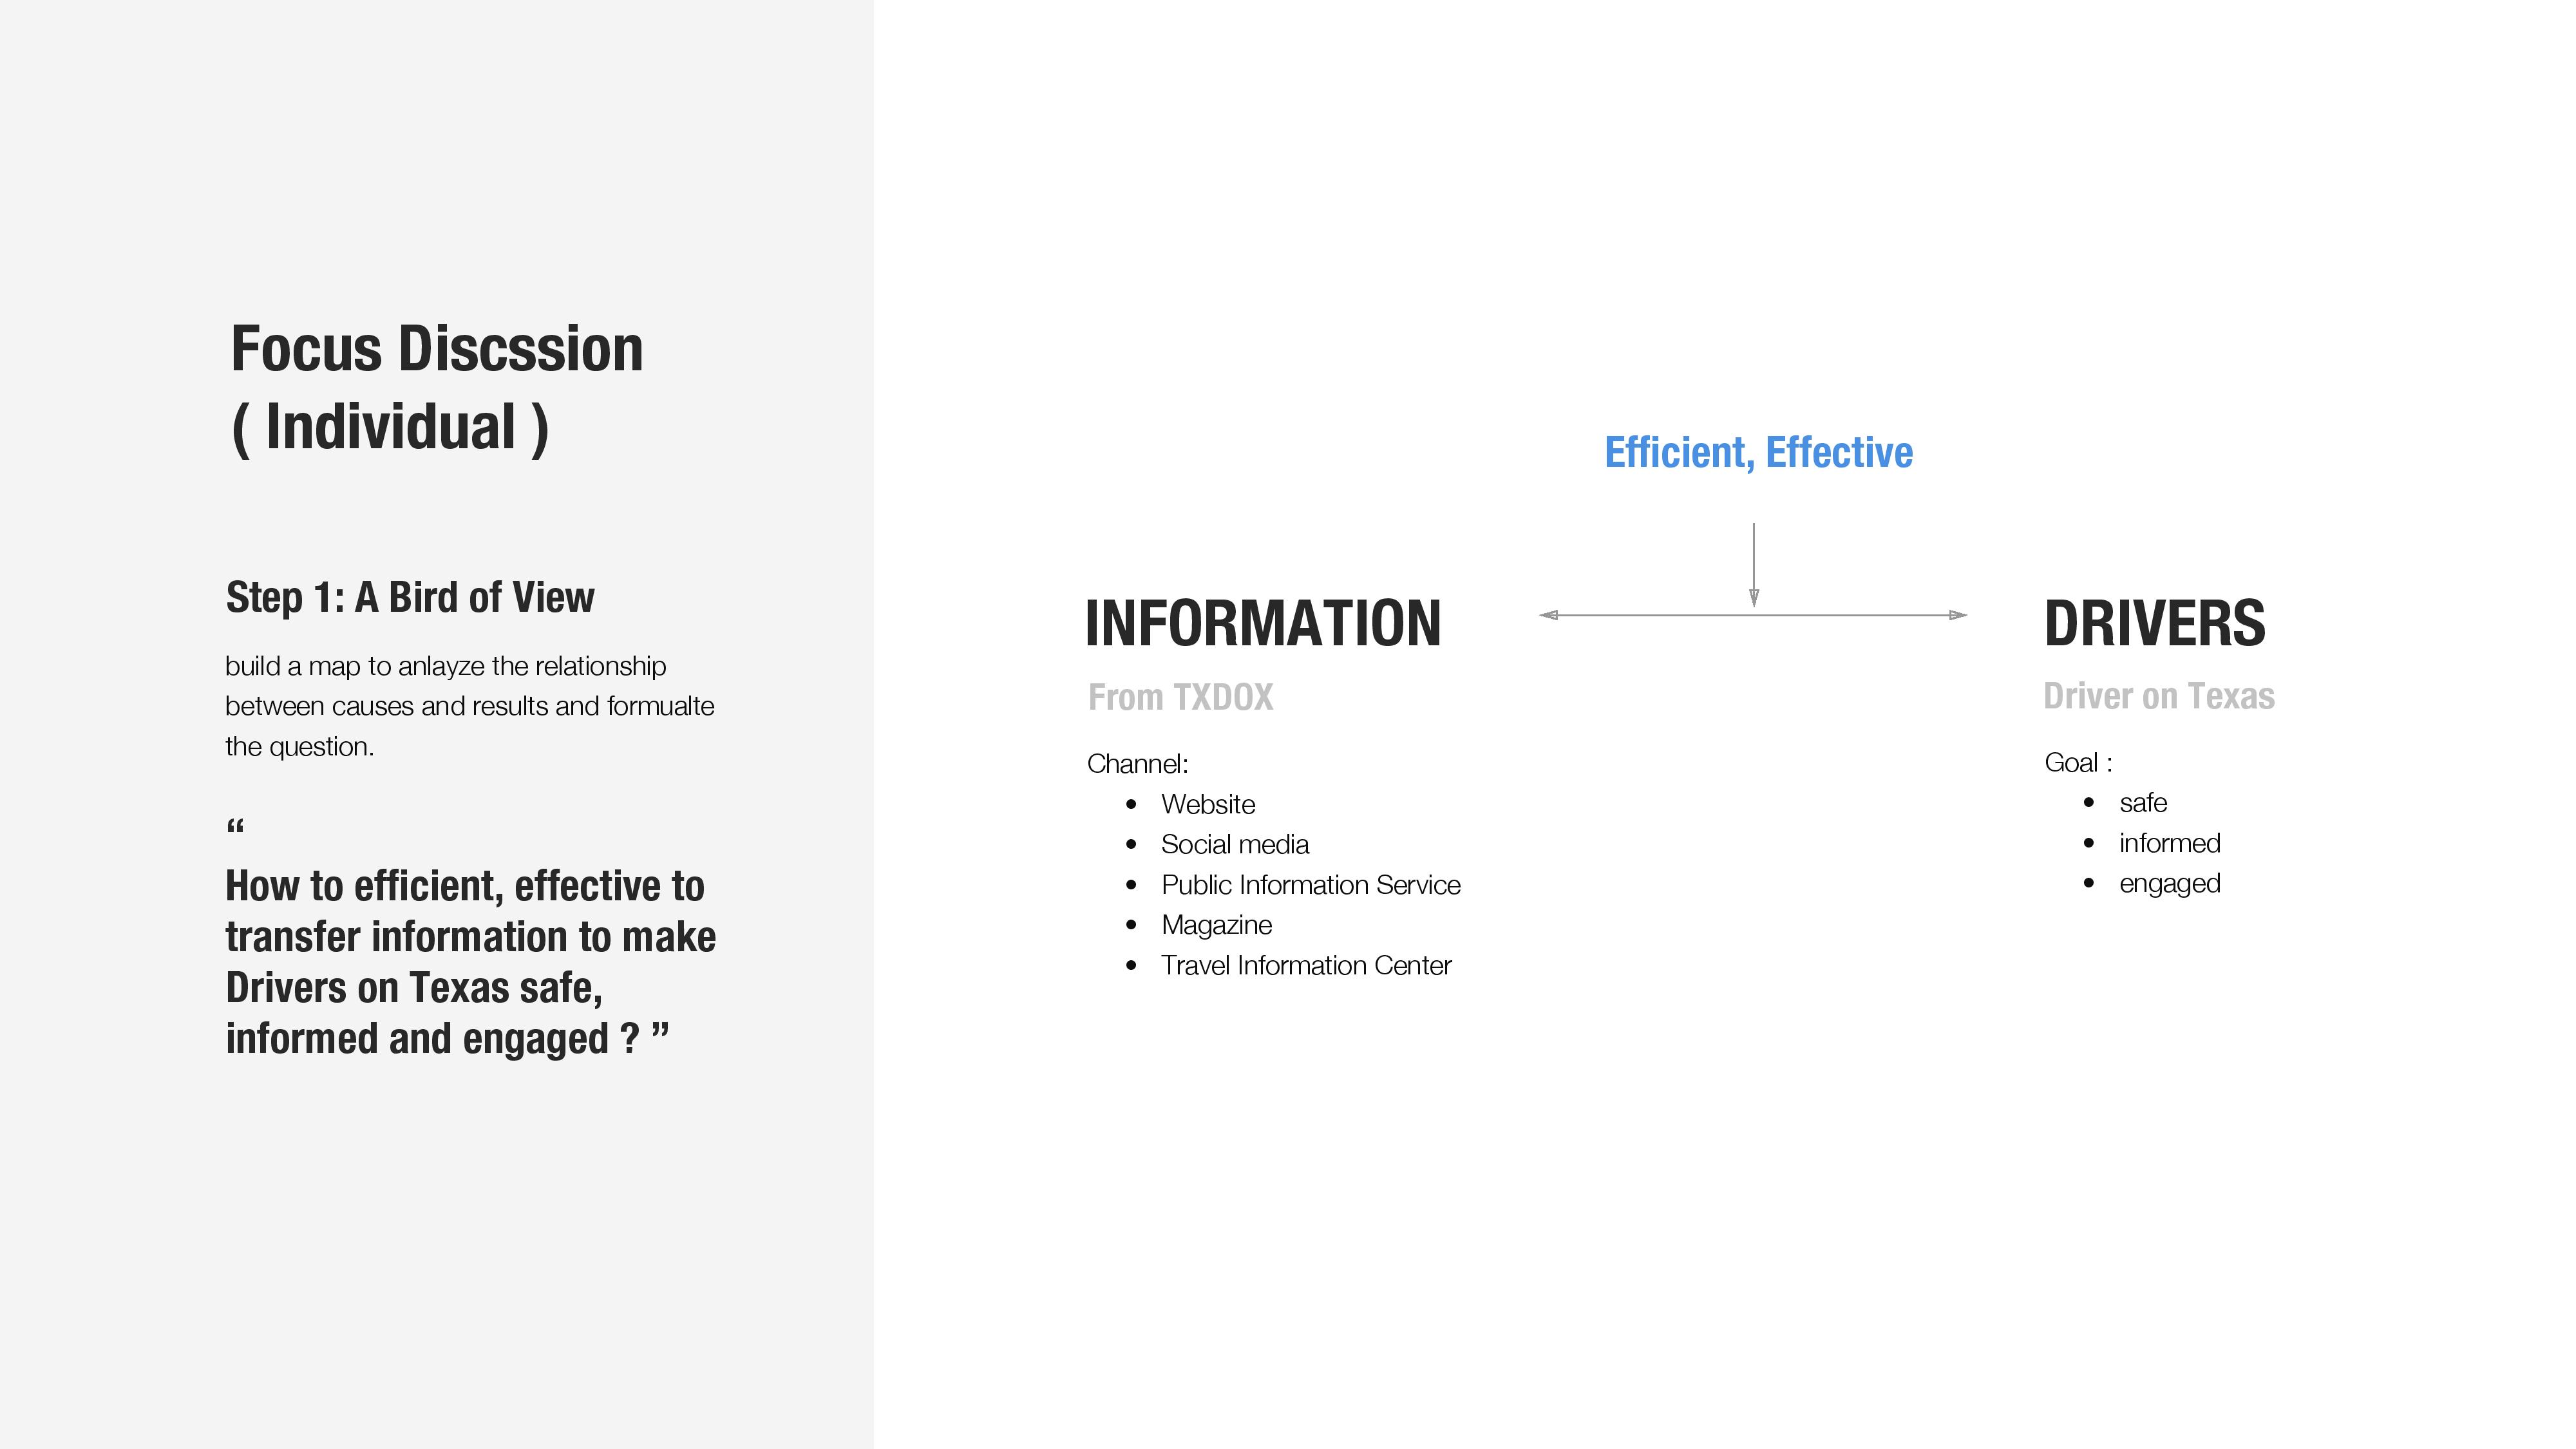 Focus Discssion
( Individual )
Step 1: A Bird of View
build a map to anlayze the relationship
between causes and results and formualte
the question.
“
How to efficient, effective to
transfer information to make
Drivers on Texas safe,
informed and engaged ? ”
Efficient, Effective
INFORMATION
From TXDOX
Channel:
• Website
• Social media
• Public Information Service
• Magazine
• Travel Information Center
DRIVERS
Driver on Texas
Goal :
• safe
• informed
• engaged